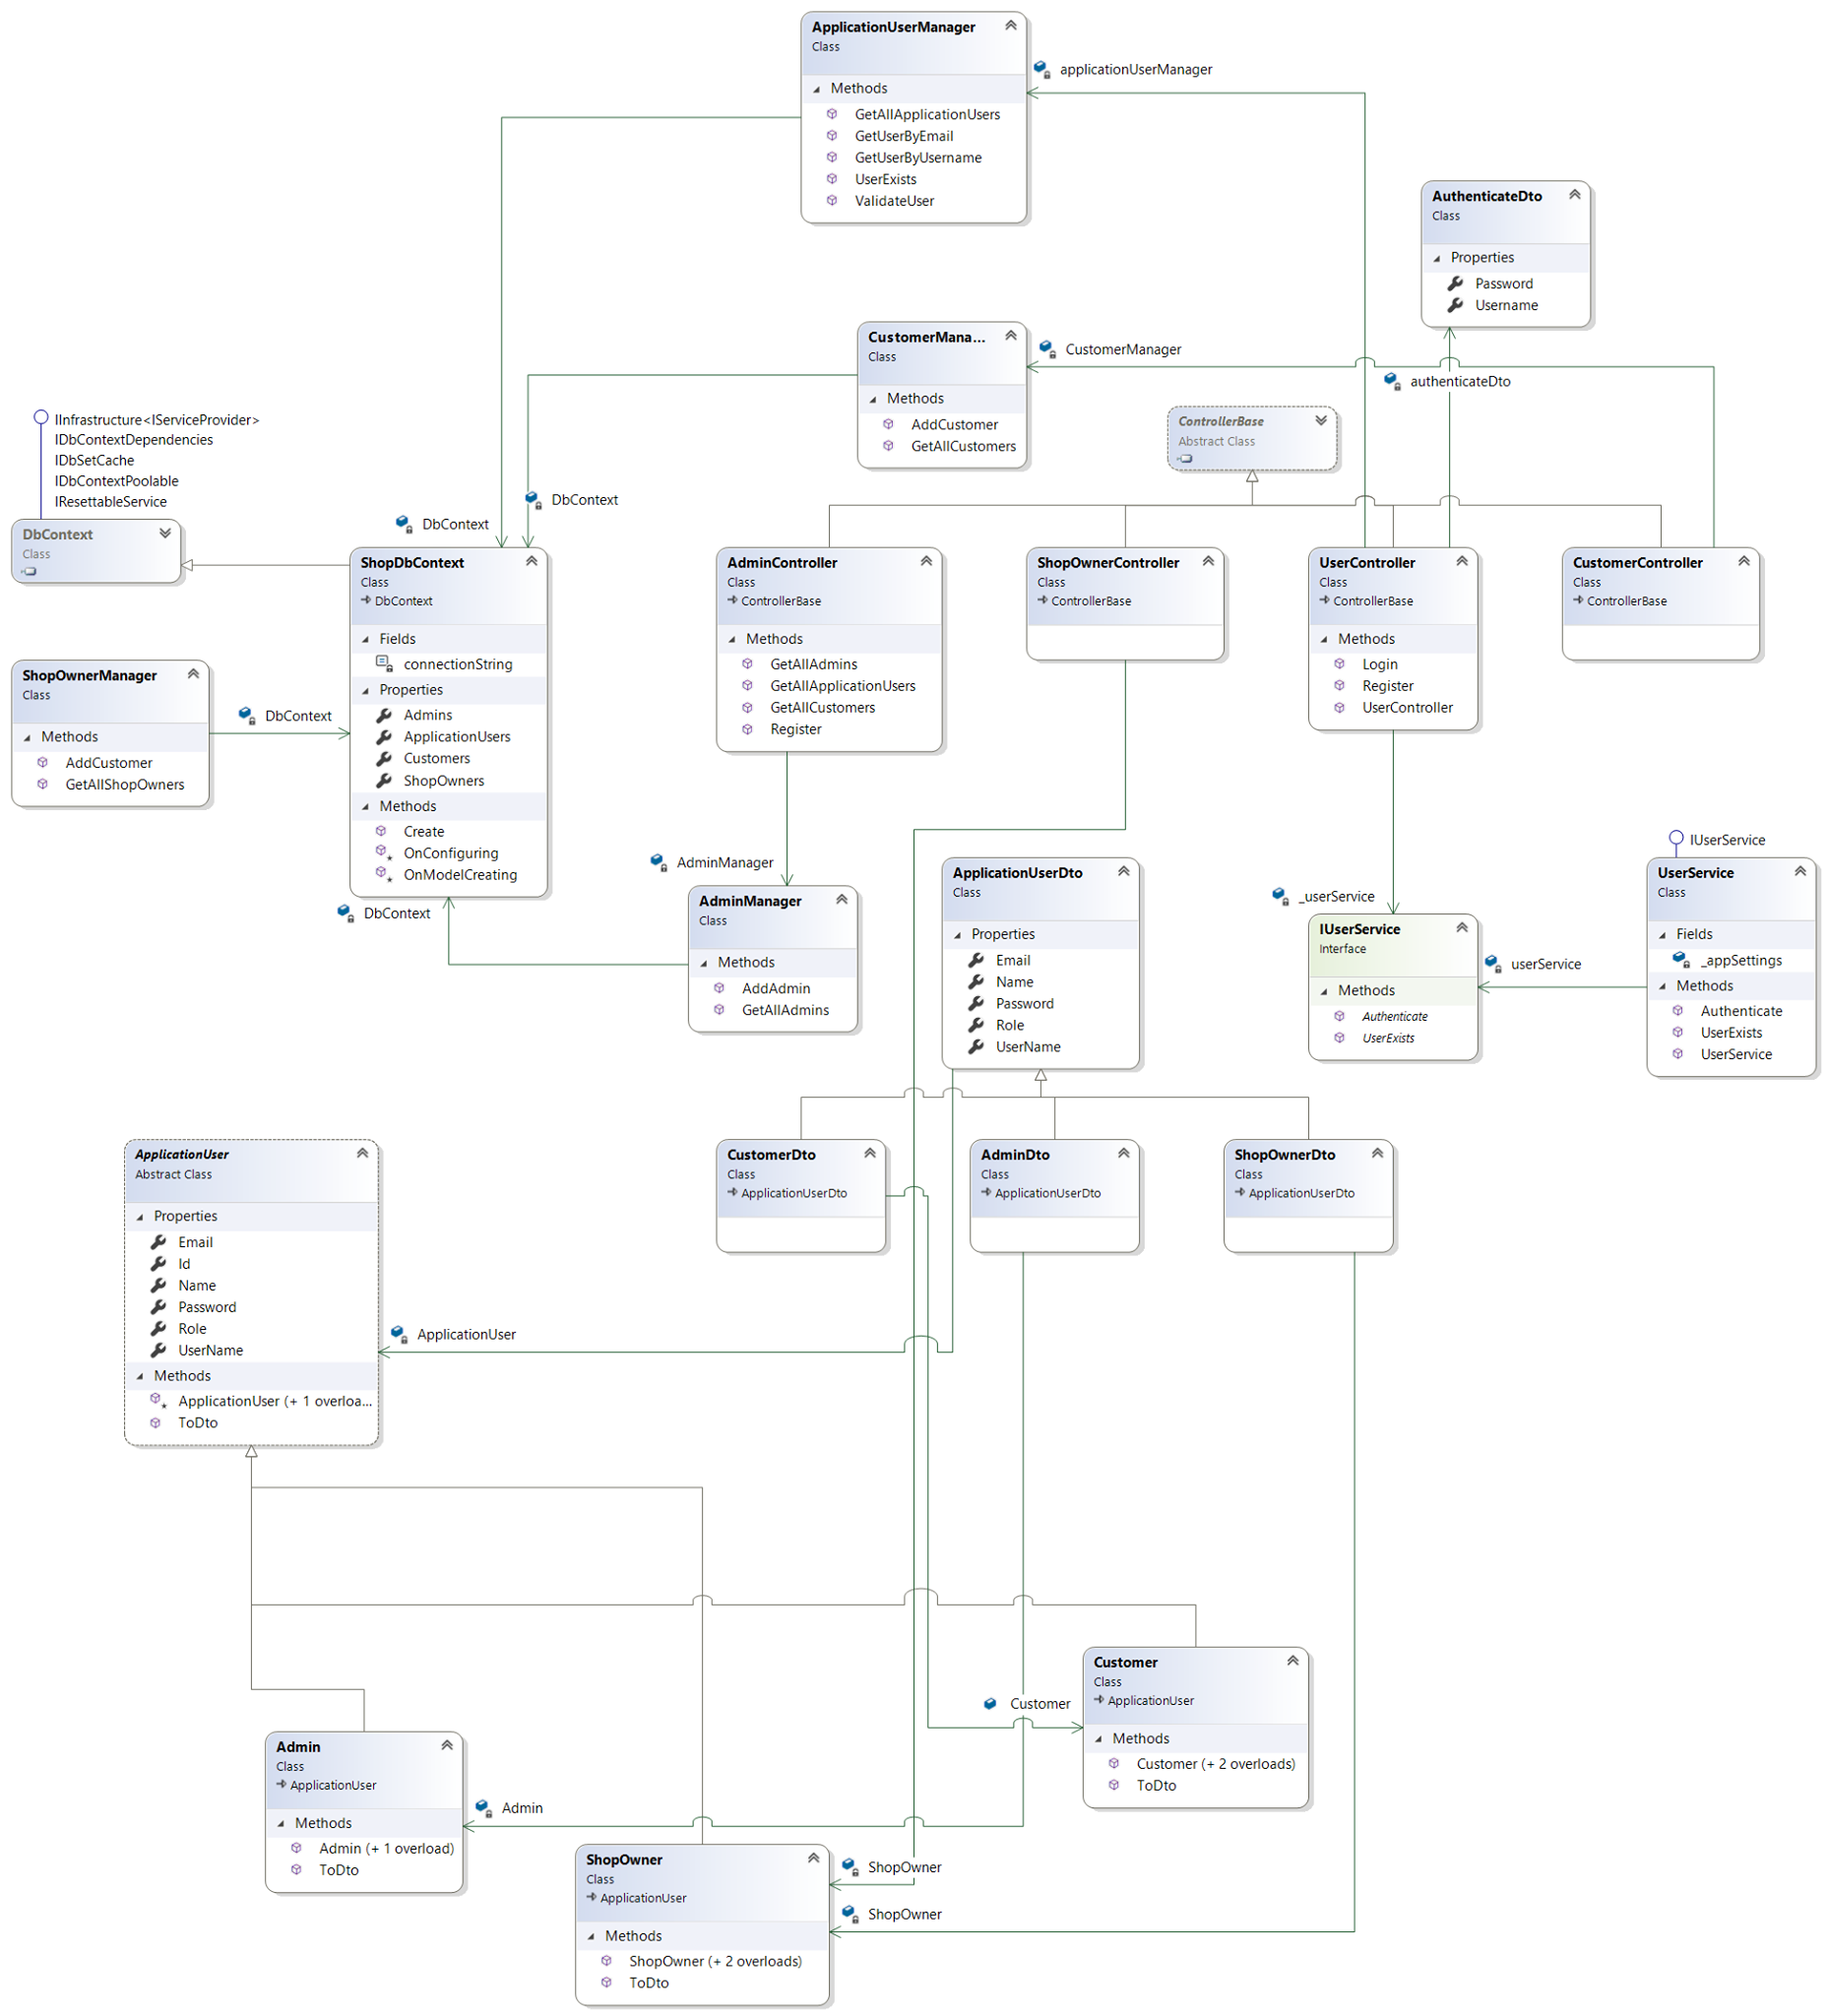 ApplicationUserManager
Class
Methods
GetAllApplicationUsers
GetUserByEmail
GetUserByUsername
UserExists
ValidateUser
applicationUserManager
AuthenticateDto
Class
Properties
Password
Username
CustomerMana...
Class
Methods
AddCustomer
GetAllCustomers
CustomerManager
authenticateDto
ControllerBase
Abstract Class
IInfrastructure<IServiceProvider>
IDbContextDependencies
IDbSetCache
IDbContextPoolable
IResettableService
DbContext
Class
DbContext
DbContext
ShopDbContext
Class
DbContext
Fields
connectionString
Properties
Admins
ApplicationUsers
Customers
ShopOwners
Methods
Create
OnConfiguring
OnModelCreating
AdminController
Class
ControllerBase
Methods
GetAllAdmins
GetAllApplicationUsers
GetAllCustomers
Register
ShopOwnerController
Class
ControllerBase
UserController
Class
ControllerBase
Methods
Login
Register
UserController
CustomerController
Class
ControllerBase
ShopOwnerManager
Class
Methods
AddCustomer
GetAllShopOwners
DbContext
DbContext
AdminManager
AdminManager
Class
Methods
AddAdmin
GetAllAdmins
ApplicationUserDto
Class
Properties
Email
Name
Password
Role
UserName
_userService
IUserService
Interface
Methods
Authenticate
UserExists
userService
IUserService
UserService
Class
Fields
_appSettings
Methods
Authenticate
UserExists
UserService
ApplicationUser
Abstract Class
Properties
Email
Id
Name
Password
Role
UserName
Methods
ApplicationUser (+ 1 overloa...
ToDto
CustomerDto
Class
ApplicationUserDto
AdminDto
Class
ApplicationUserDto
ShopOwnerDto
Class
ApplicationUserDto
ApplicationUser
Customer
Customer
Class
ApplicationUser
Methods
Customer (+ 2 overloads)
ToDto
Admin
Class
ApplicationUser
Methods
Admin (+ 1 overload)
ToDto
Admin
ShopOwner
Class
ApplicationUser
Methods
ShopOwner (+ 2 overloads)
ToDto
ShopOwner
ShopOwner